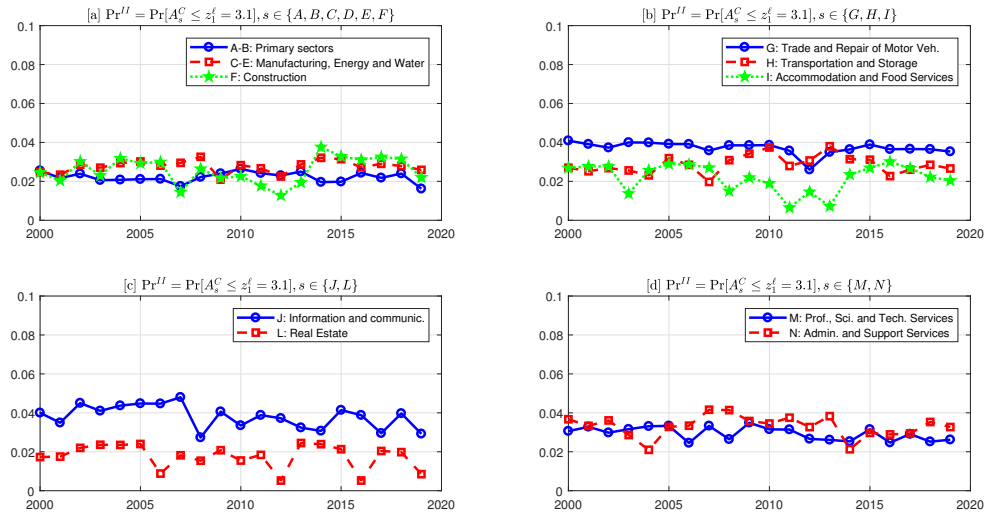 [a] Pr^{II} = Pr[A_s^C ≤ z_1^ℓ = 3.1], s ∈ {A, B, C, D, E, F}
0.1
0.08
0.06
0.04
0.02
0
2000 2005 2010 2015 2020
A-B: Primary sectors
C-E: Manufacturing, Energy and Water
F: Construction
[b] Pr^{II} = Pr[A_s^C ≤ z_1^ℓ = 3.1], s ∈ {G, H, I}
0.1
0.08
0.06
0.04
0.02
0
2000 2005 2010 2015 2020
G: Trade and Repair of Motor Veh.
H: Transportation and Storage
I: Accommodation and Food Services
[c] Pr^{II} = Pr[A_s^C ≤ z_1^ℓ = 3.1], s ∈ {J, L}
0.1
0.08
0.06
0.04
0.02
0
2000 2005 2010 2015 2020
J: Information and communic.
L: Real Estate
[d] Pr^{II} = Pr[A_s^C ≤ z_1^ℓ = 3.1], s ∈ {M, N}
0.1
0.08
0.06
0.04
0.02
0
2000 2005 2010 2015 2020
M: Prof., Sci. and Tech. Services
N: Admin. and Support Services